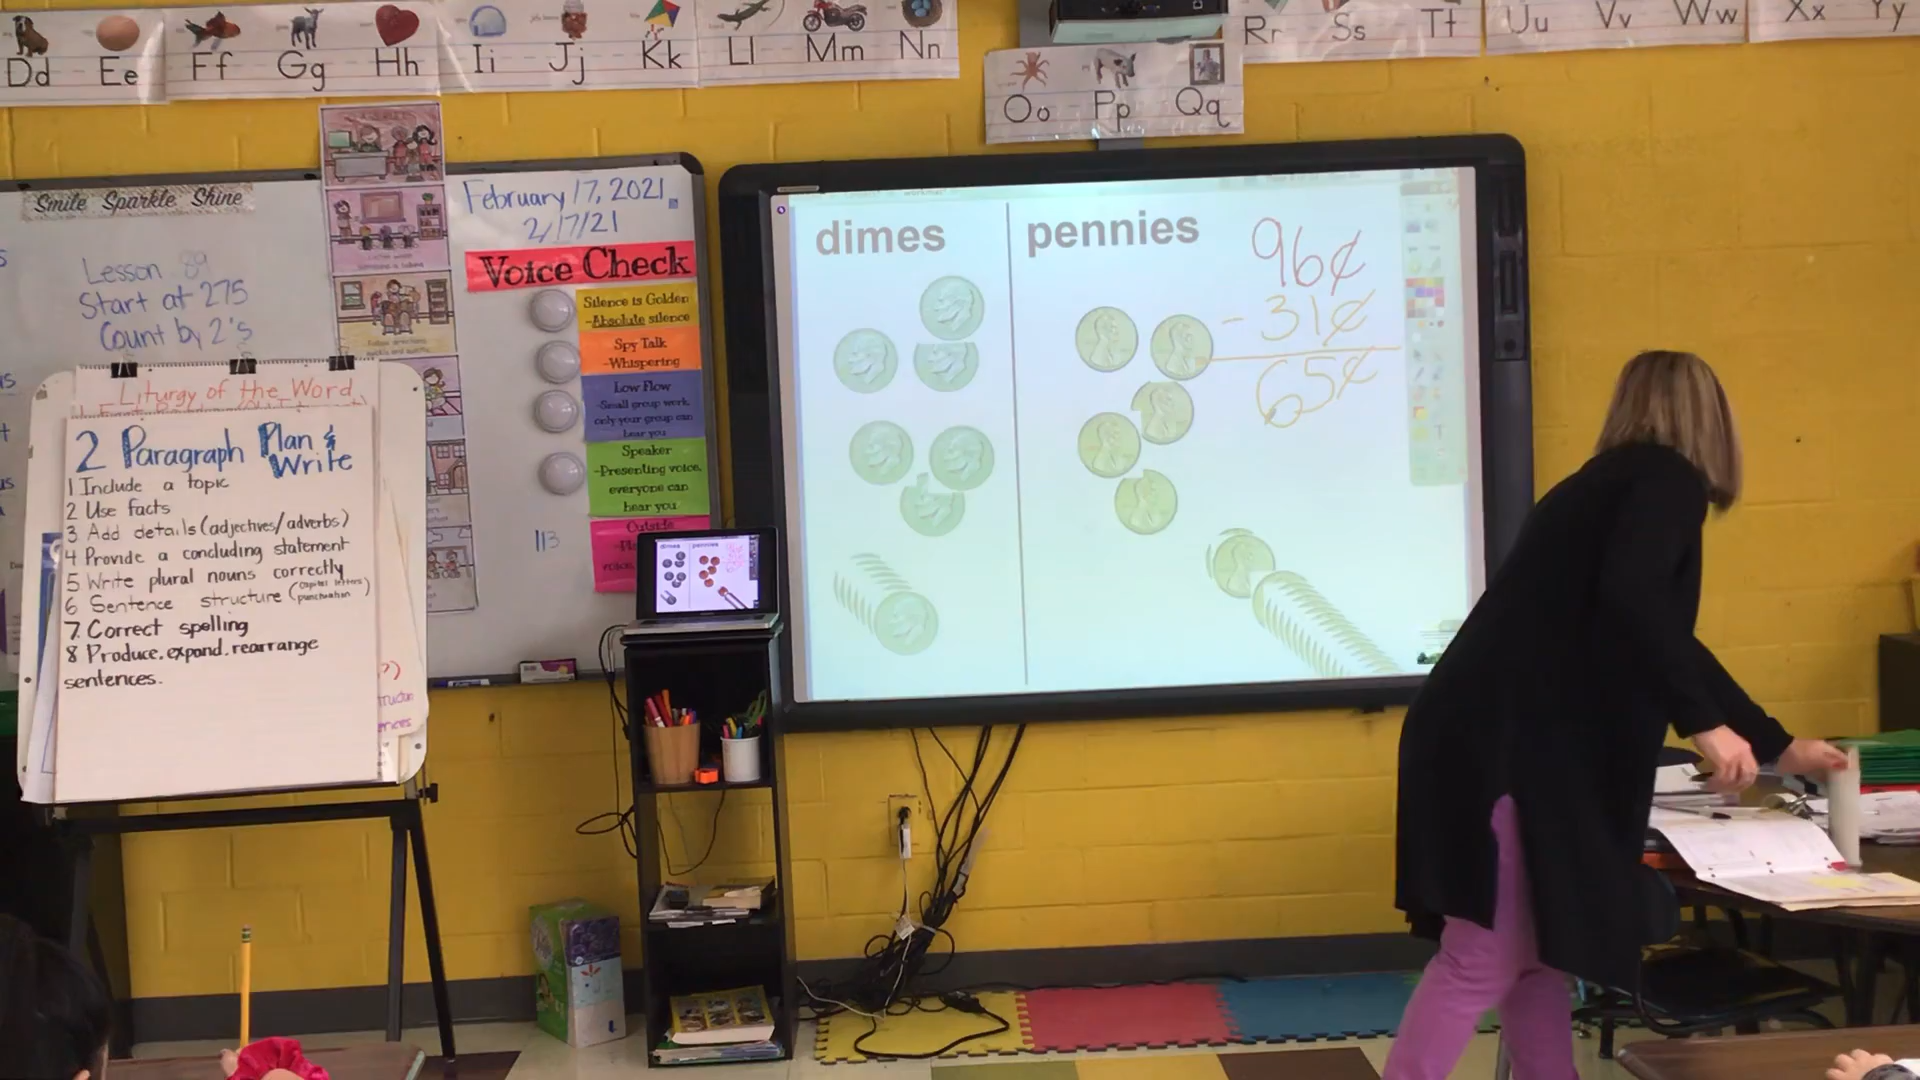 Dd Ee Ff Gg Hh Ii Jj Kk Ll Mm Nn
Oo Pp Qq
Rr Ss Tt Uu Vv Ww Xx Yy
Smile Sparkle Shine
Lesson 89
Start at 275
Count by 2's
Liturgy of the Word
2 Paragraph Plan &
Write
1 Include a topic
2 Use facts
3 Add details (adjectives/adverbs)
4 Provide a concluding statement
5 Write plural nouns correctly
6 Sentence structure (capital letters
punctuation)
7. Correct spelling
8 Produce, expand, rearrange
sentences.
February 17, 2021
2/17/21
Voice Check
Silence is Golden
-Absolute silence
Spy Talk
-Whispering
Low Flow
-Small group work,
only your group can
hear you
Speaker
-Presenting voice,
everyone can
hear you
Outside
113
dimes pennies
dimes
pennies
96¢
- 31¢
65¢